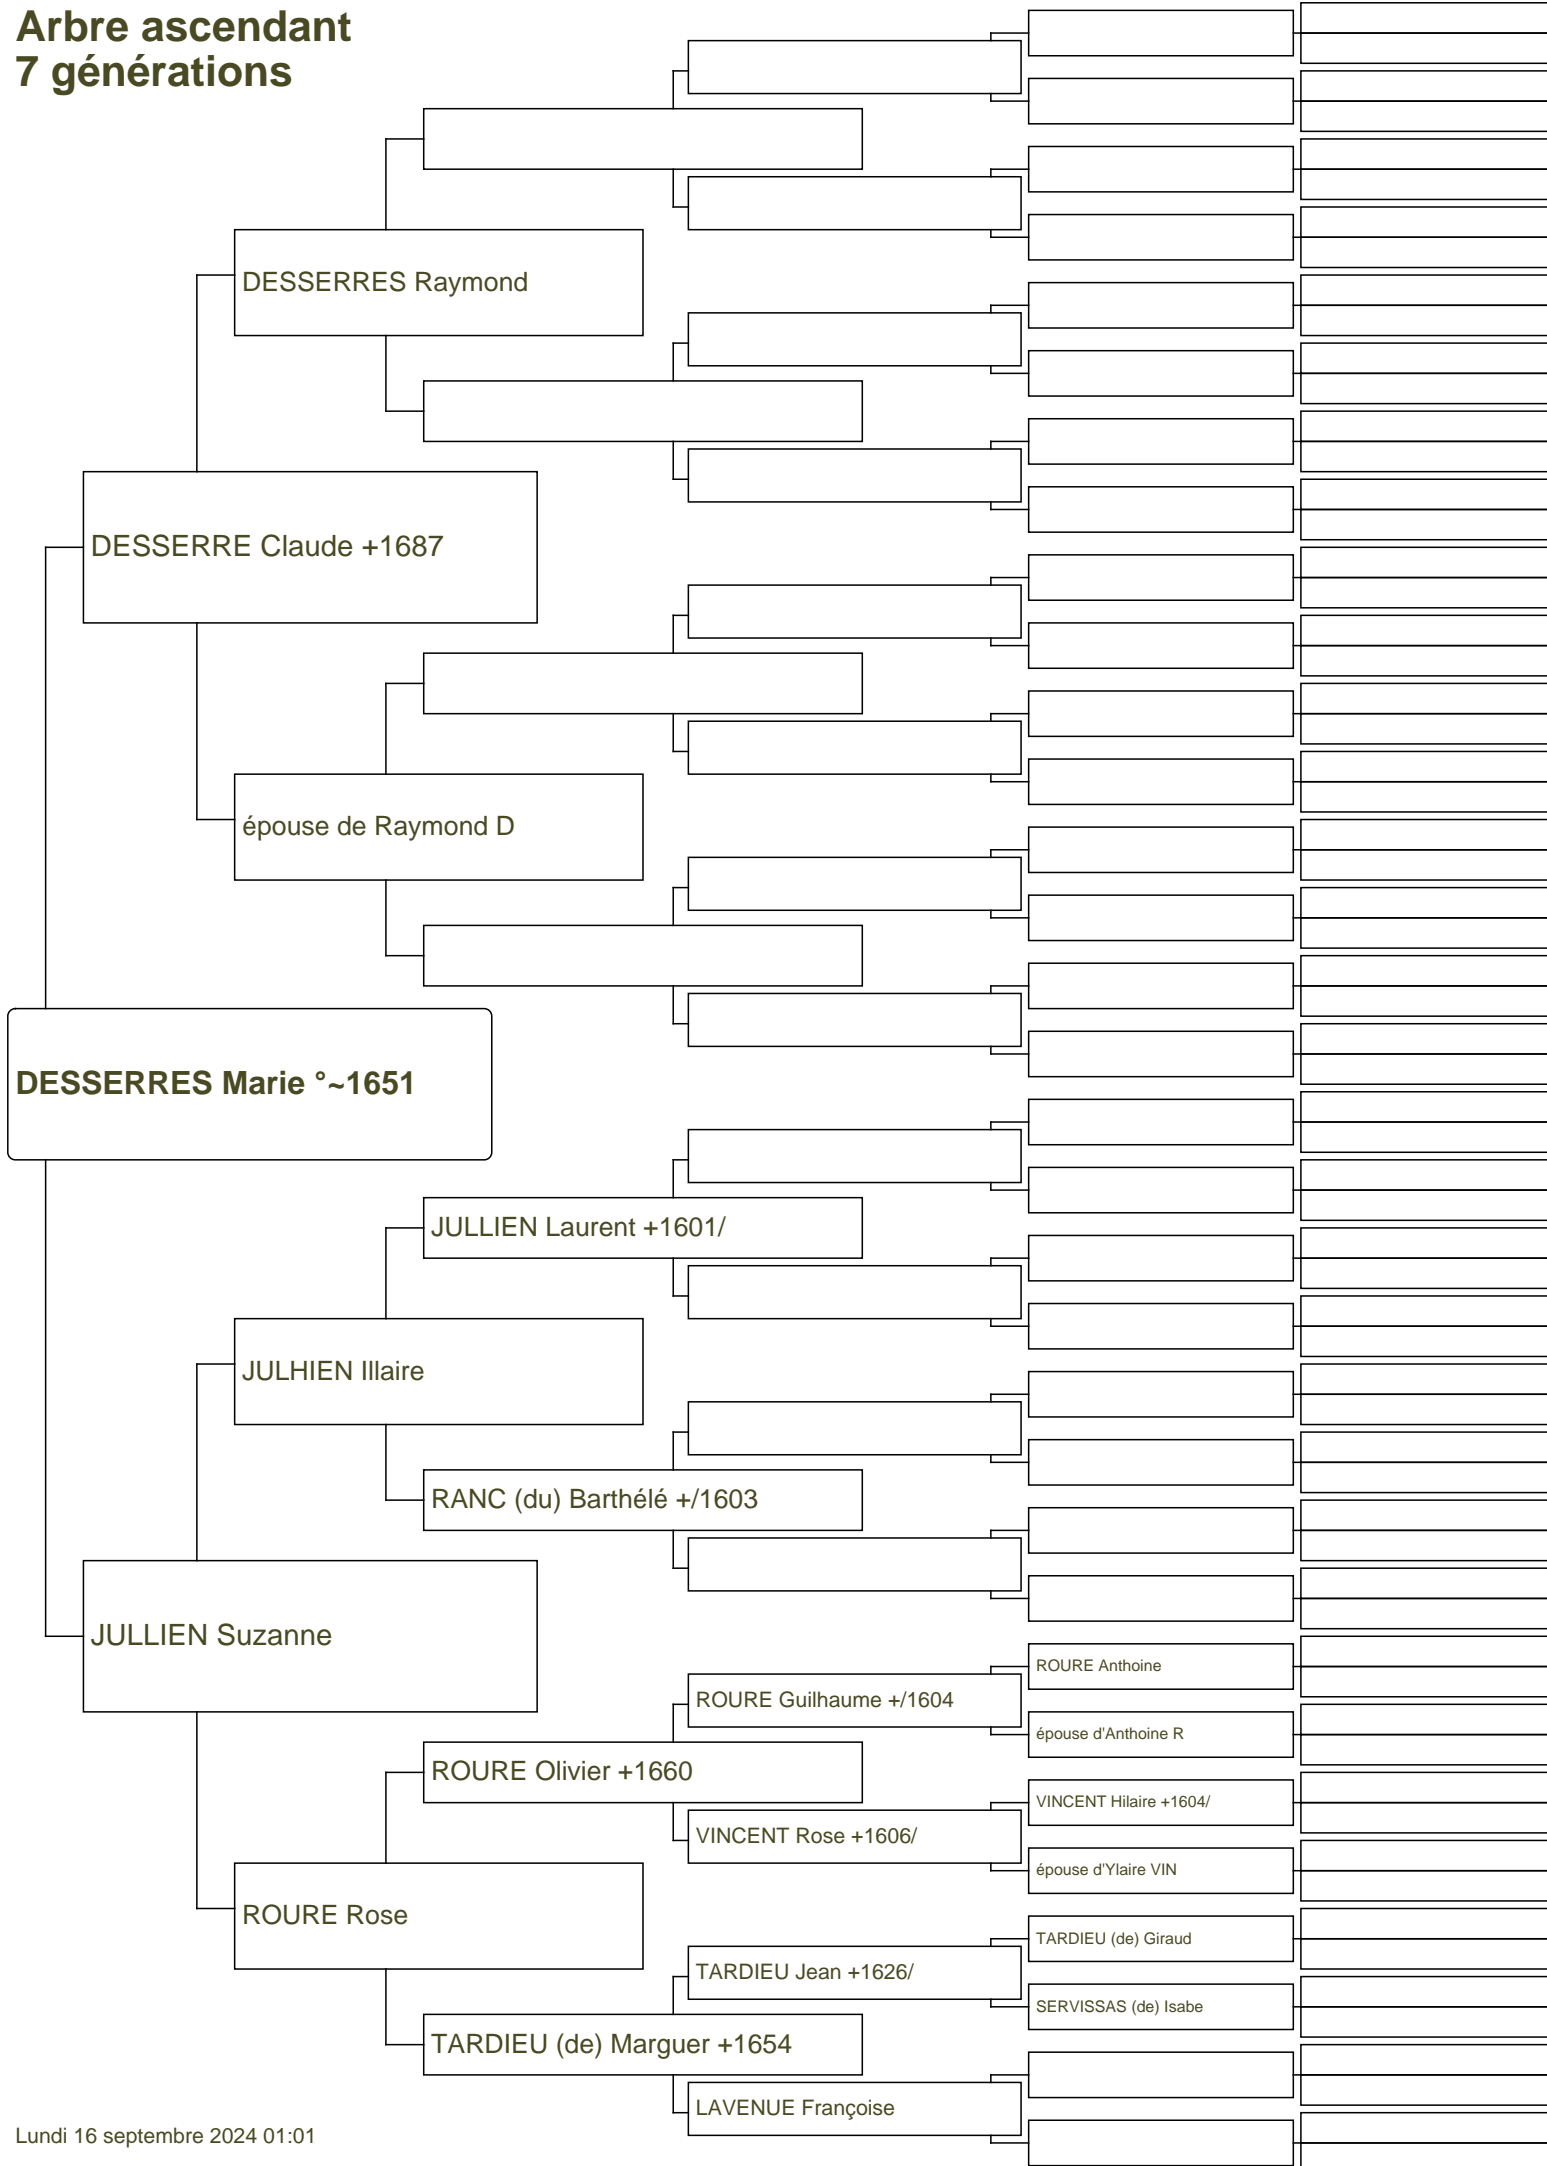 Arbre ascendant
7 générations
DESSERRES Raymond
DESSERRE Claude +1687
épouse de Raymond D
DESSERRES Marie °~1651
JULLIEN Laurent +1601/
JULHIEN Illaire
RANC (du) Barthélé +/1603
JULLIEN Suzanne
ROURE Anthoine
ROURE Guilhaume +/1604
épouse d'Anthoine R
ROURE Olivier +1660
VINCENT Hilaire +1604/
VINCENT Rose +1606/
épouse d'Ylaire VIN
ROURE Rose
TARDIEU (de) Giraud
TARDIEU Jean +1626/
SERVISSAS (de) Isabe
TARDIEU (de) Marguer +1654
LAVENUE Françoise
Lundi 16 septembre 2024 01:01